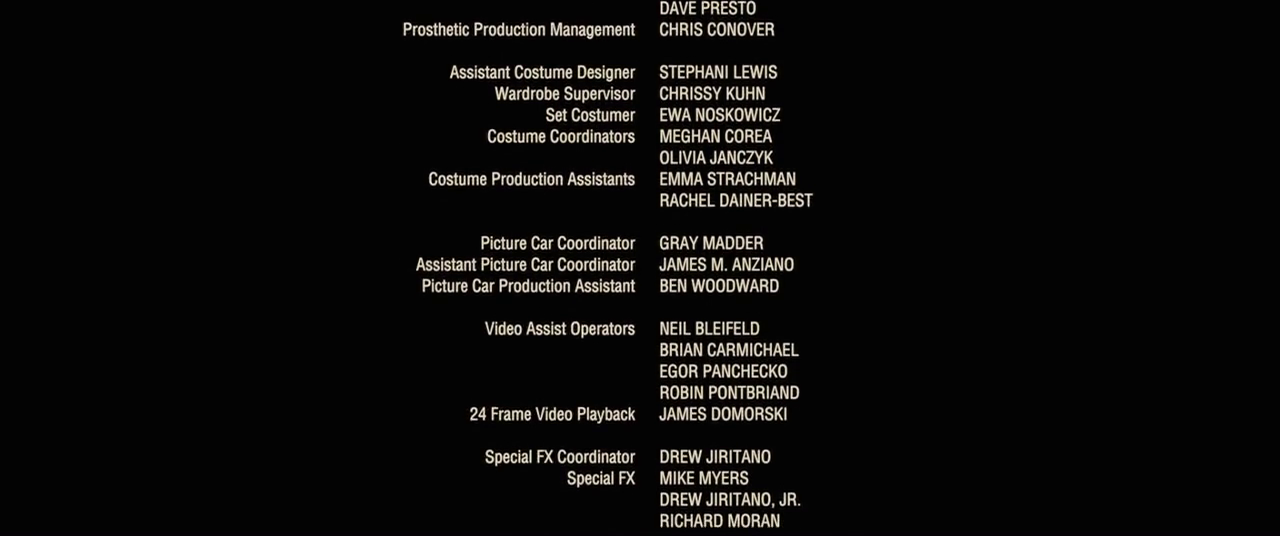 DAVE PRESTO
Prosthetic Production Management CHRIS CONOVER
Assistant Costume Designer STEPHANI LEWIS
Wardrobe Supervisor CHRISSY KUHN
Set Costumer EWA NOSKOWICZ
Costume Coordinators MEGHAN COREA
OLIVIA JANCZYK
Costume Production Assistants EMMA STRACHMAN
RACHEL DAINER-BEST
Picture Car Coordinator GRAY MADDER
Assistant Picture Car Coordinator JAMES M. ANZIANO
Picture Car Production Assistant BEN WOODWARD
Video Assist Operators NEIL BLEIFELD
BRIAN CARMICHAEL
EGOR PANCHECKO
ROBIN PONTBRIAND
24 Frame Video Playback JAMES DOMORSKI
Special FX Coordinator DREW JIRITANO
Special FX MIKE MYERS
DREW JIRITANO, JR.
RICHARD MORAN